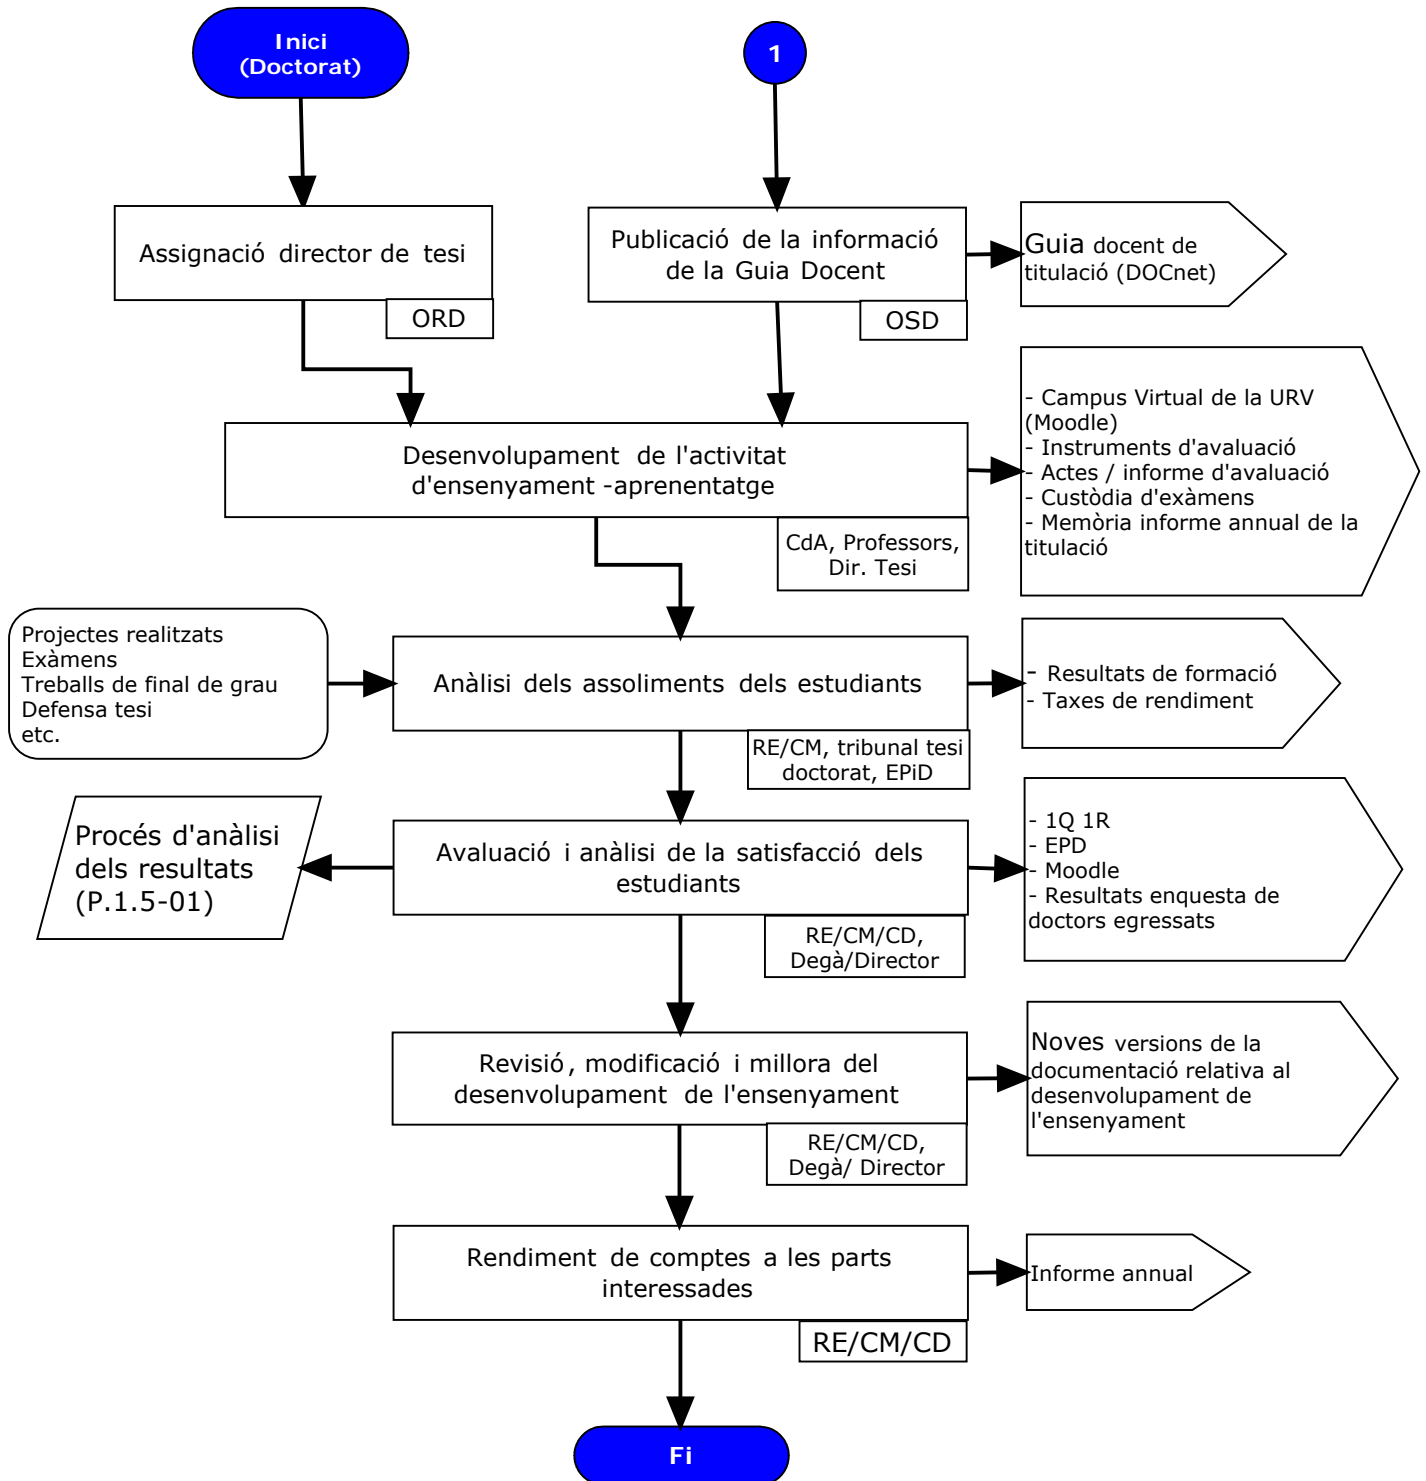 Inici
(Doctorat)
1
Assignació director de tesi
ORD
Publicació de la informació
de la Guia Docent
OSD
Guia docent de
titulació (DOCnet)
Desenvolupament de l'activitat
d'ensenyament -aprenentatge
CdA, Professors,
Dir. Tesi
- Campus Virtual de la URV
(Moodle)
- Instruments d'avaluació
- Actes / informe d'avaluació
- Custòdia d'exàmens
- Memòria informe annual de la
titulació
Projectes realitzats
Exàmens
Treballs de final de grau
Defensa tesi
etc.
Anàlisi dels assoliments dels estudiants
RE/CM, tribunal tesi
doctorat, EPiD
- Resultats de formació
- Taxes de rendiment
Procés d'anàlisi
dels resultats
(P.1.5-01)
Avaluació i anàlisi de la satisfacció dels
estudiants
RE/CM/CD,
Degà/Director
- 1Q 1R
- EPD
- Moodle
- Resultats enquesta de
doctors egressats
Revisió, modificació i millora del
desenvolupament de l'ensenyament
RE/CM/CD,
Degà/ Director
Noves versions de la
documentació relativa al
desenvolupament de
l'ensenyament
Rendiment de comptes a les parts
interessades
RE/CM/CD
Informe annual
Fi